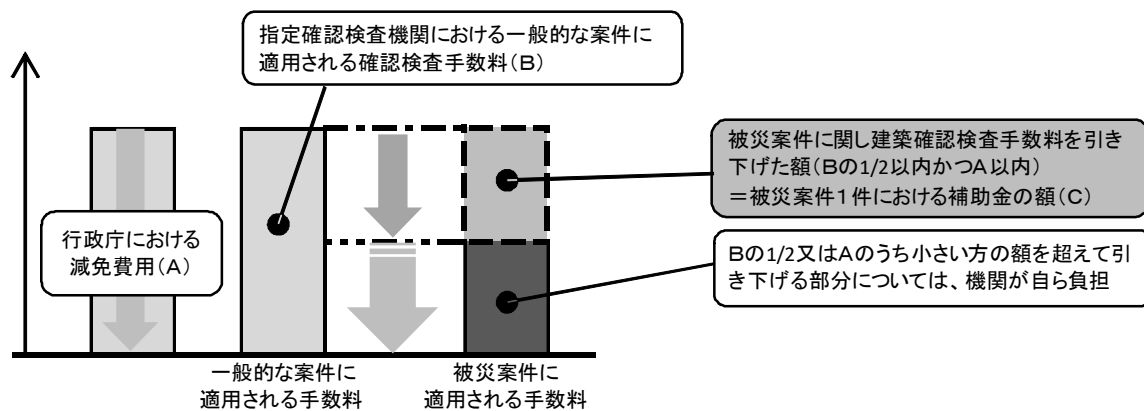 指定確認検査機関における一般的な案件に
適用される確認検査手数料(B)
被災案件に関し建築確認検査手数料を引き
下げた額(Bの1/2以内かつA以内)
=被災案件1件における補助金の額(C)
行政庁における
減免費用(A)
Bの1/2又はAのうち小さい方の額を超えて引
き下げる部分については、機関が自ら負担
一般的な案件に
適用される手数料
被災案件に
適用される手数料